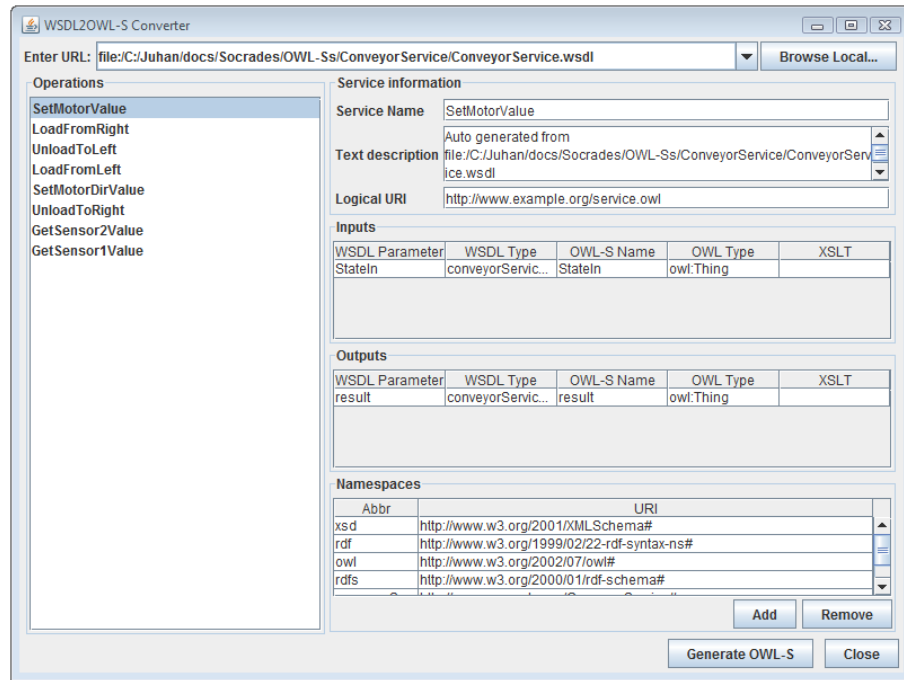 WSDL2OWL-S Converter
Enter URL: file:/C:/Juhan/docs/Socrades/OWL-Ss/ConveyorService/ConveyorService.wsdl Browse Local...
Operations
SetMotorValue
LoadFromRight
UnloadToLeft
LoadFromLeft
SetMotorDirValue
UnloadToRight
GetSensor2Value
GetSensor1Value
Service information
Service Name SetMotorValue
Text description Auto generated from
file:/C:/Juhan/docs/Socrades/OWL-Ss/ConveyorService/ConveyorServ
ice.wsdl
Logical URI http://www.example.org/service.owl
Inputs
WSDL Parameter WSDL Type OWL-S Name OWL Type XSLT
StateIn conveyorServic... StateIn owl:Thing
Outputs
WSDL Parameter WSDL Type OWL-S Name OWL Type XSLT
result conveyorServic... result owl:Thing
Namespaces
Abbr URI
xsd http://www.w3.org/2001/XMLSchema#
rdf http://www.w3.org/1999/02/22-rdf-syntax-ns#
owl http://www.w3.org/2002/07/owl#
rdfs http://www.w3.org/2000/01/rdf-schema#
Add Remove
Generate OWL-S Close